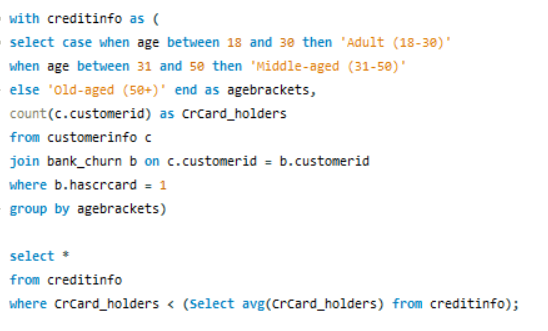 with creditinfo as (
select case when age between 18 and 30 then 'Adult (18-30)'
when age between 31 and 50 then 'Middle-aged (31-50)'
else 'Old-aged (50+)' end as agebrackets,
count(c.customerid) as CrCard_holders
from customerinfo c
join bank_churn b on c.customerid = b.customerid
where b.hascrcard = 1
group by agebrackets)
select *
from creditinfo
where CrCard_holders < (Select avg(CrCard_holders) from creditinfo);